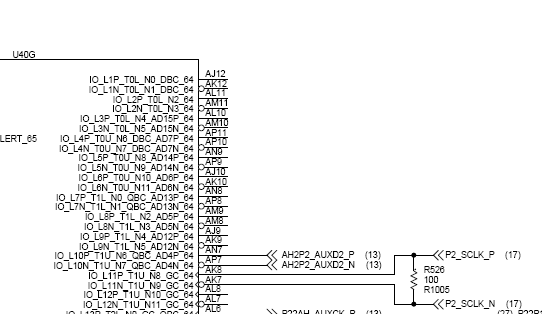 U40G
IO_L1P_T0L_N0_DBC_64 AJ12
IO_L1N_T0L_N1_DBC_64 AK12
IO_L2P_T0L_N2_64 AL11
IO_L2N_T0L_N3_64 AM11
IO_L3P_T0L_N4_AD15P_64 AL10
IO_L3N_T0L_N5_AD15N_64 AM10
LERT_65 IO_L4P_T0U_N6_DBC_AD7P_64 AP11
IO_L4N_T0U_N7_DBC_AD7N_64 AP10
IO_L5P_T0U_N8_AD14P_64 AN9
IO_L5N_T0U_N9_AD14N_64 AP9
IO_L6P_T0U_N10_AD6P_64 AJ10
IO_L6N_T0U_N11_AD6N_64 AK10
IO_L7P_T1L_N0_QBC_AD13P_64 AN8
IO_L7N_T1L_N1_QBC_AD13N_64 AP8
IO_L8P_T1L_N2_AD5P_64 AM9
IO_L8N_T1L_N3_AD5N_64 AM8
IO_L9P_T1L_N4_AD12P_64 AJ9
IO_L9N_T1L_N5_AD12N_64 AK9
IO_L10P_T1U_N6_QBC_AD4P_64 AN7 AH2P2_AUXD2_P (13) P2_SCLK_P (17)
IO_L10N_T1U_N7_QBC_AD4N_64 AP7 AH2P2_AUXD2_N (13)
IO_L11P_T1U_N8_GC_64 AK8 R526
IO_L11N_T1U_N9_GC_64 AK7 100
IO_L12P_T1U_N10_GC_64 AL8 R1005
IO_L12N_T1U_N11_GC_64 AL7 P2_SCLK_N (17)
AL6